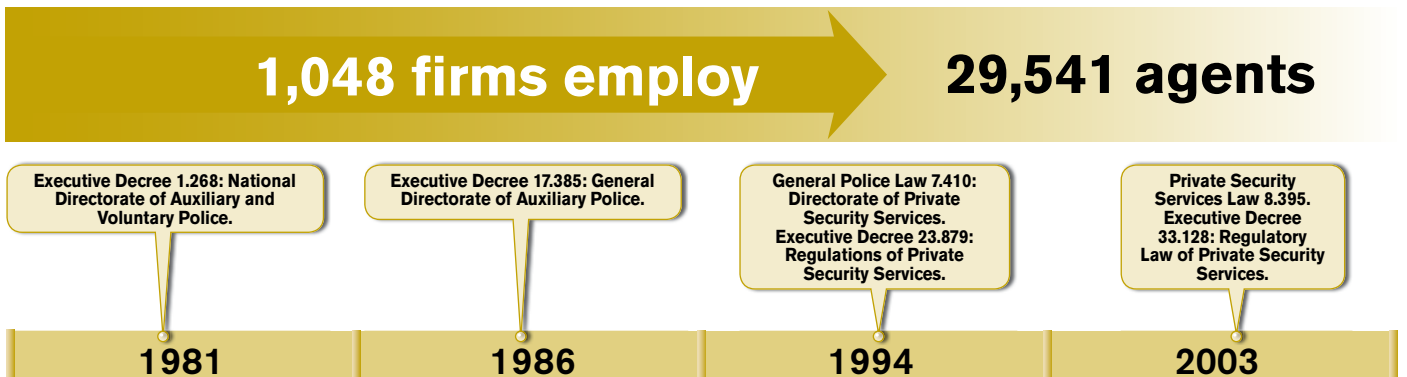 1,048 firms employ
29,541 agents
Executive Decree 1.268: National
Directorate of Auxiliary and
Voluntary Police.
Executive Decree 17.385: General
Directorate of Auxiliary Police.
General Police Law 7.410:
Directorate of Private
Security Services.
Executive Decree 23.879:
Regulations of Private
Security Services.
Private Security
Services Law 8.395.
Executive Decree
33.128: Regulatory
Law of Private Security
Services.
1981
1986
1994
2003